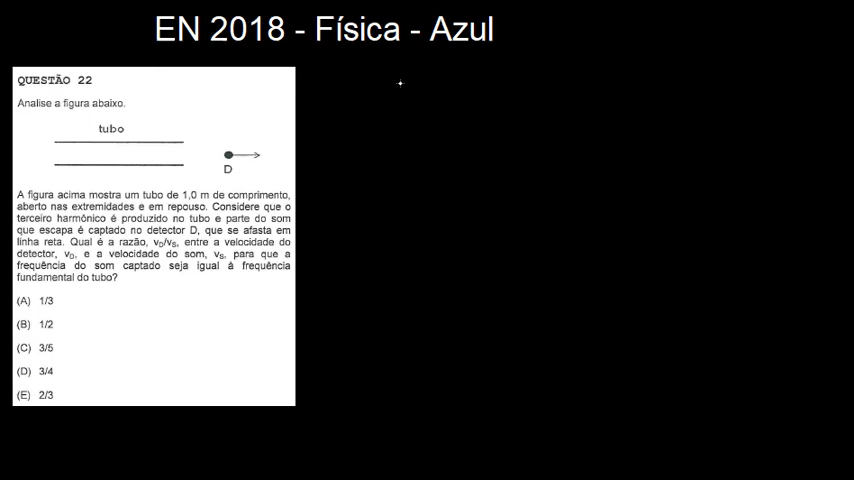 EN 2018 - Física - Azul
QUESTÃO 22
Analise a figura abaixo.
tubo
D
A figura acima mostra um tubo de 1,0 m de comprimento,
aberto nas extremidades e em repouso. Considere que o
terceiro harmônico é produzido no tubo e parte do som
que escapa é captado no detector D, que se afasta em
linha reta. Qual é a razão, vD/vS, entre a velocidade do
detector, vD, e a velocidade do som, vS, para que a
frequência do som captado seja igual à frequência
fundamental do tubo?
(A) 1/3
(B) 1/2
(C) 3/5
(D) 3/4
(E) 2/3